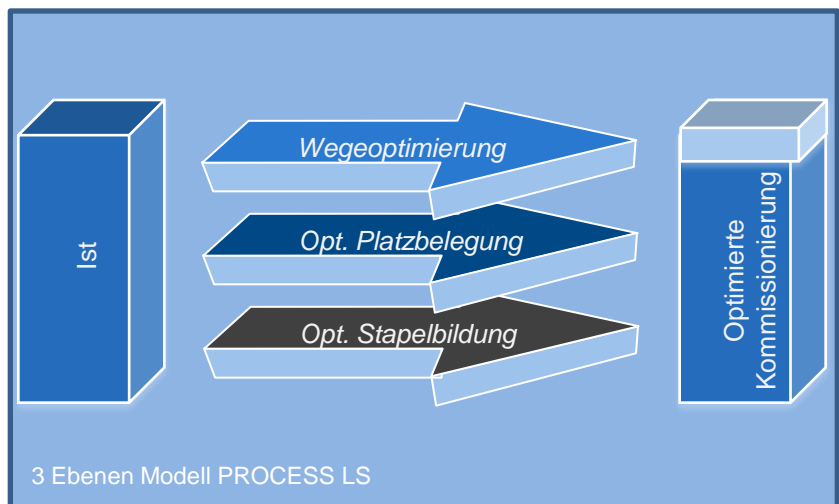 Ist
Wegeoptimierung
Opt. Platzbelegung
Opt. Stapelbildung
Optimierte
Kommissionierung
3 Ebenen Modell PROCESS LS